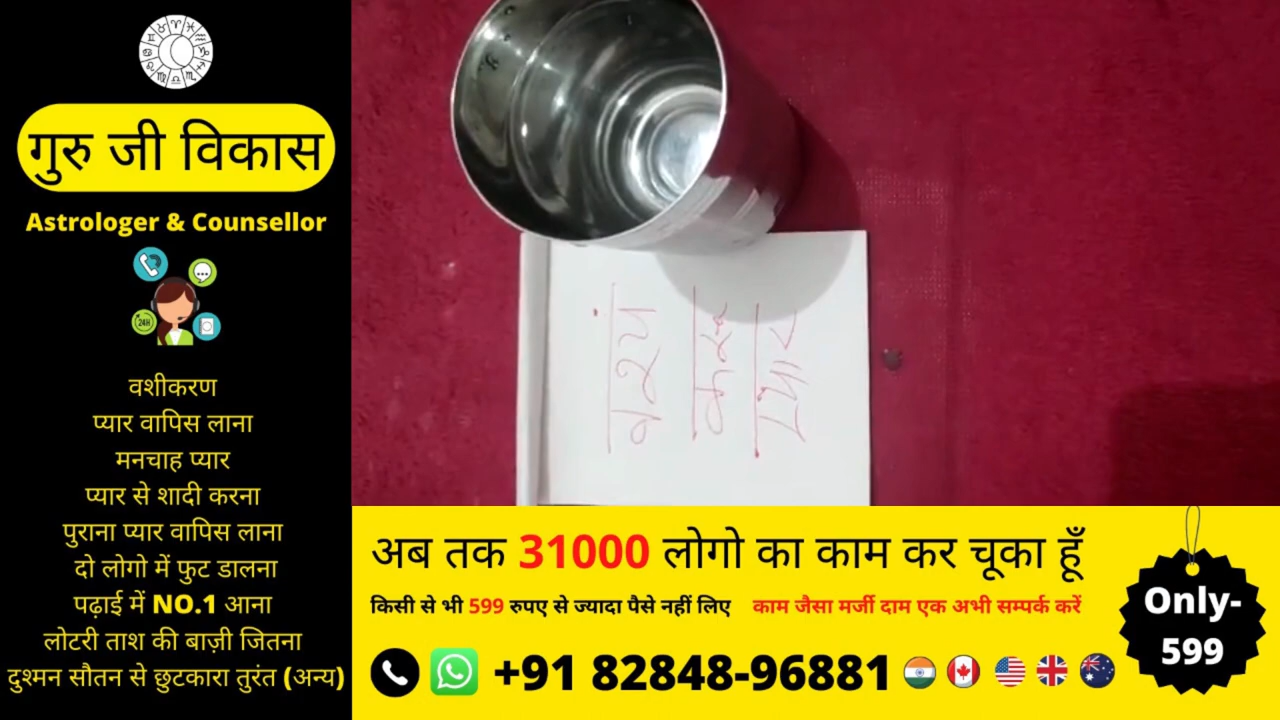 गुरु जी विकास
Astrologer & Counsellor
24H
वशीकरण
प्यार वापिस लाना
मनचाह प्यार
प्यार से शादी करना
पुराना प्यार वापिस लाना
दो लोगो में फुट डालना
पढ़ाई में NO.1 आना
लोटरी ताश की बाज़ी जितना
दुश्मन सौतन से छुटकारा तुरंत (अन्य)
अब तक 31000 लोगो का काम कर चूका हूँ
किसी से भी 599 रुपए से ज्यादा पैसे नहीं लिए काम जैसा मर्जी दाम एक अभी सम्पर्क करें
+91 82848-96881
Only-
599